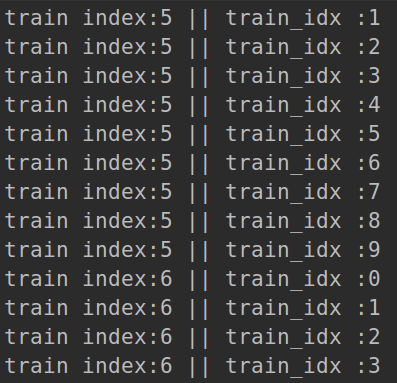 train index:5 || train_idx :1
train index:5 || train_idx :2
train index:5 || train_idx :3
train index:5 || train_idx :4
train index:5 || train_idx :5
train index:5 || train_idx :6
train index:5 || train_idx :7
train index:5 || train_idx :8
train index:5 || train_idx :9
train index:6 || train_idx :0
train index:6 || train_idx :1
train index:6 || train_idx :2
train index:6 || train_idx :3